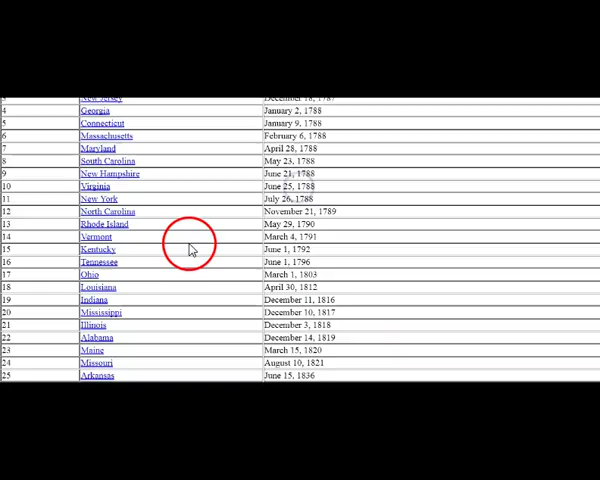 3 New Jersey December 18, 1787
4 Georgia January 2, 1788
5 Connecticut January 9, 1788
6 Massachusetts February 6, 1788
7 Maryland April 28, 1788
8 South Carolina May 23, 1788
9 New Hampshire June 21, 1788
10 Virginia June 25, 1788
11 New York July 26, 1788
12 North Carolina November 21, 1789
13 Rhode Island May 29, 1790
14 Vermont March 4, 1791
15 Kentucky June 1, 1792
16 Tennessee June 1, 1796
17 Ohio March 1, 1803
18 Louisiana April 30, 1812
19 Indiana December 11, 1816
20 Mississippi December 10, 1817
21 Illinois December 3, 1818
22 Alabama December 14, 1819
23 Maine March 15, 1820
24 Missouri August 10, 1821
25 Arkansas June 15, 1836